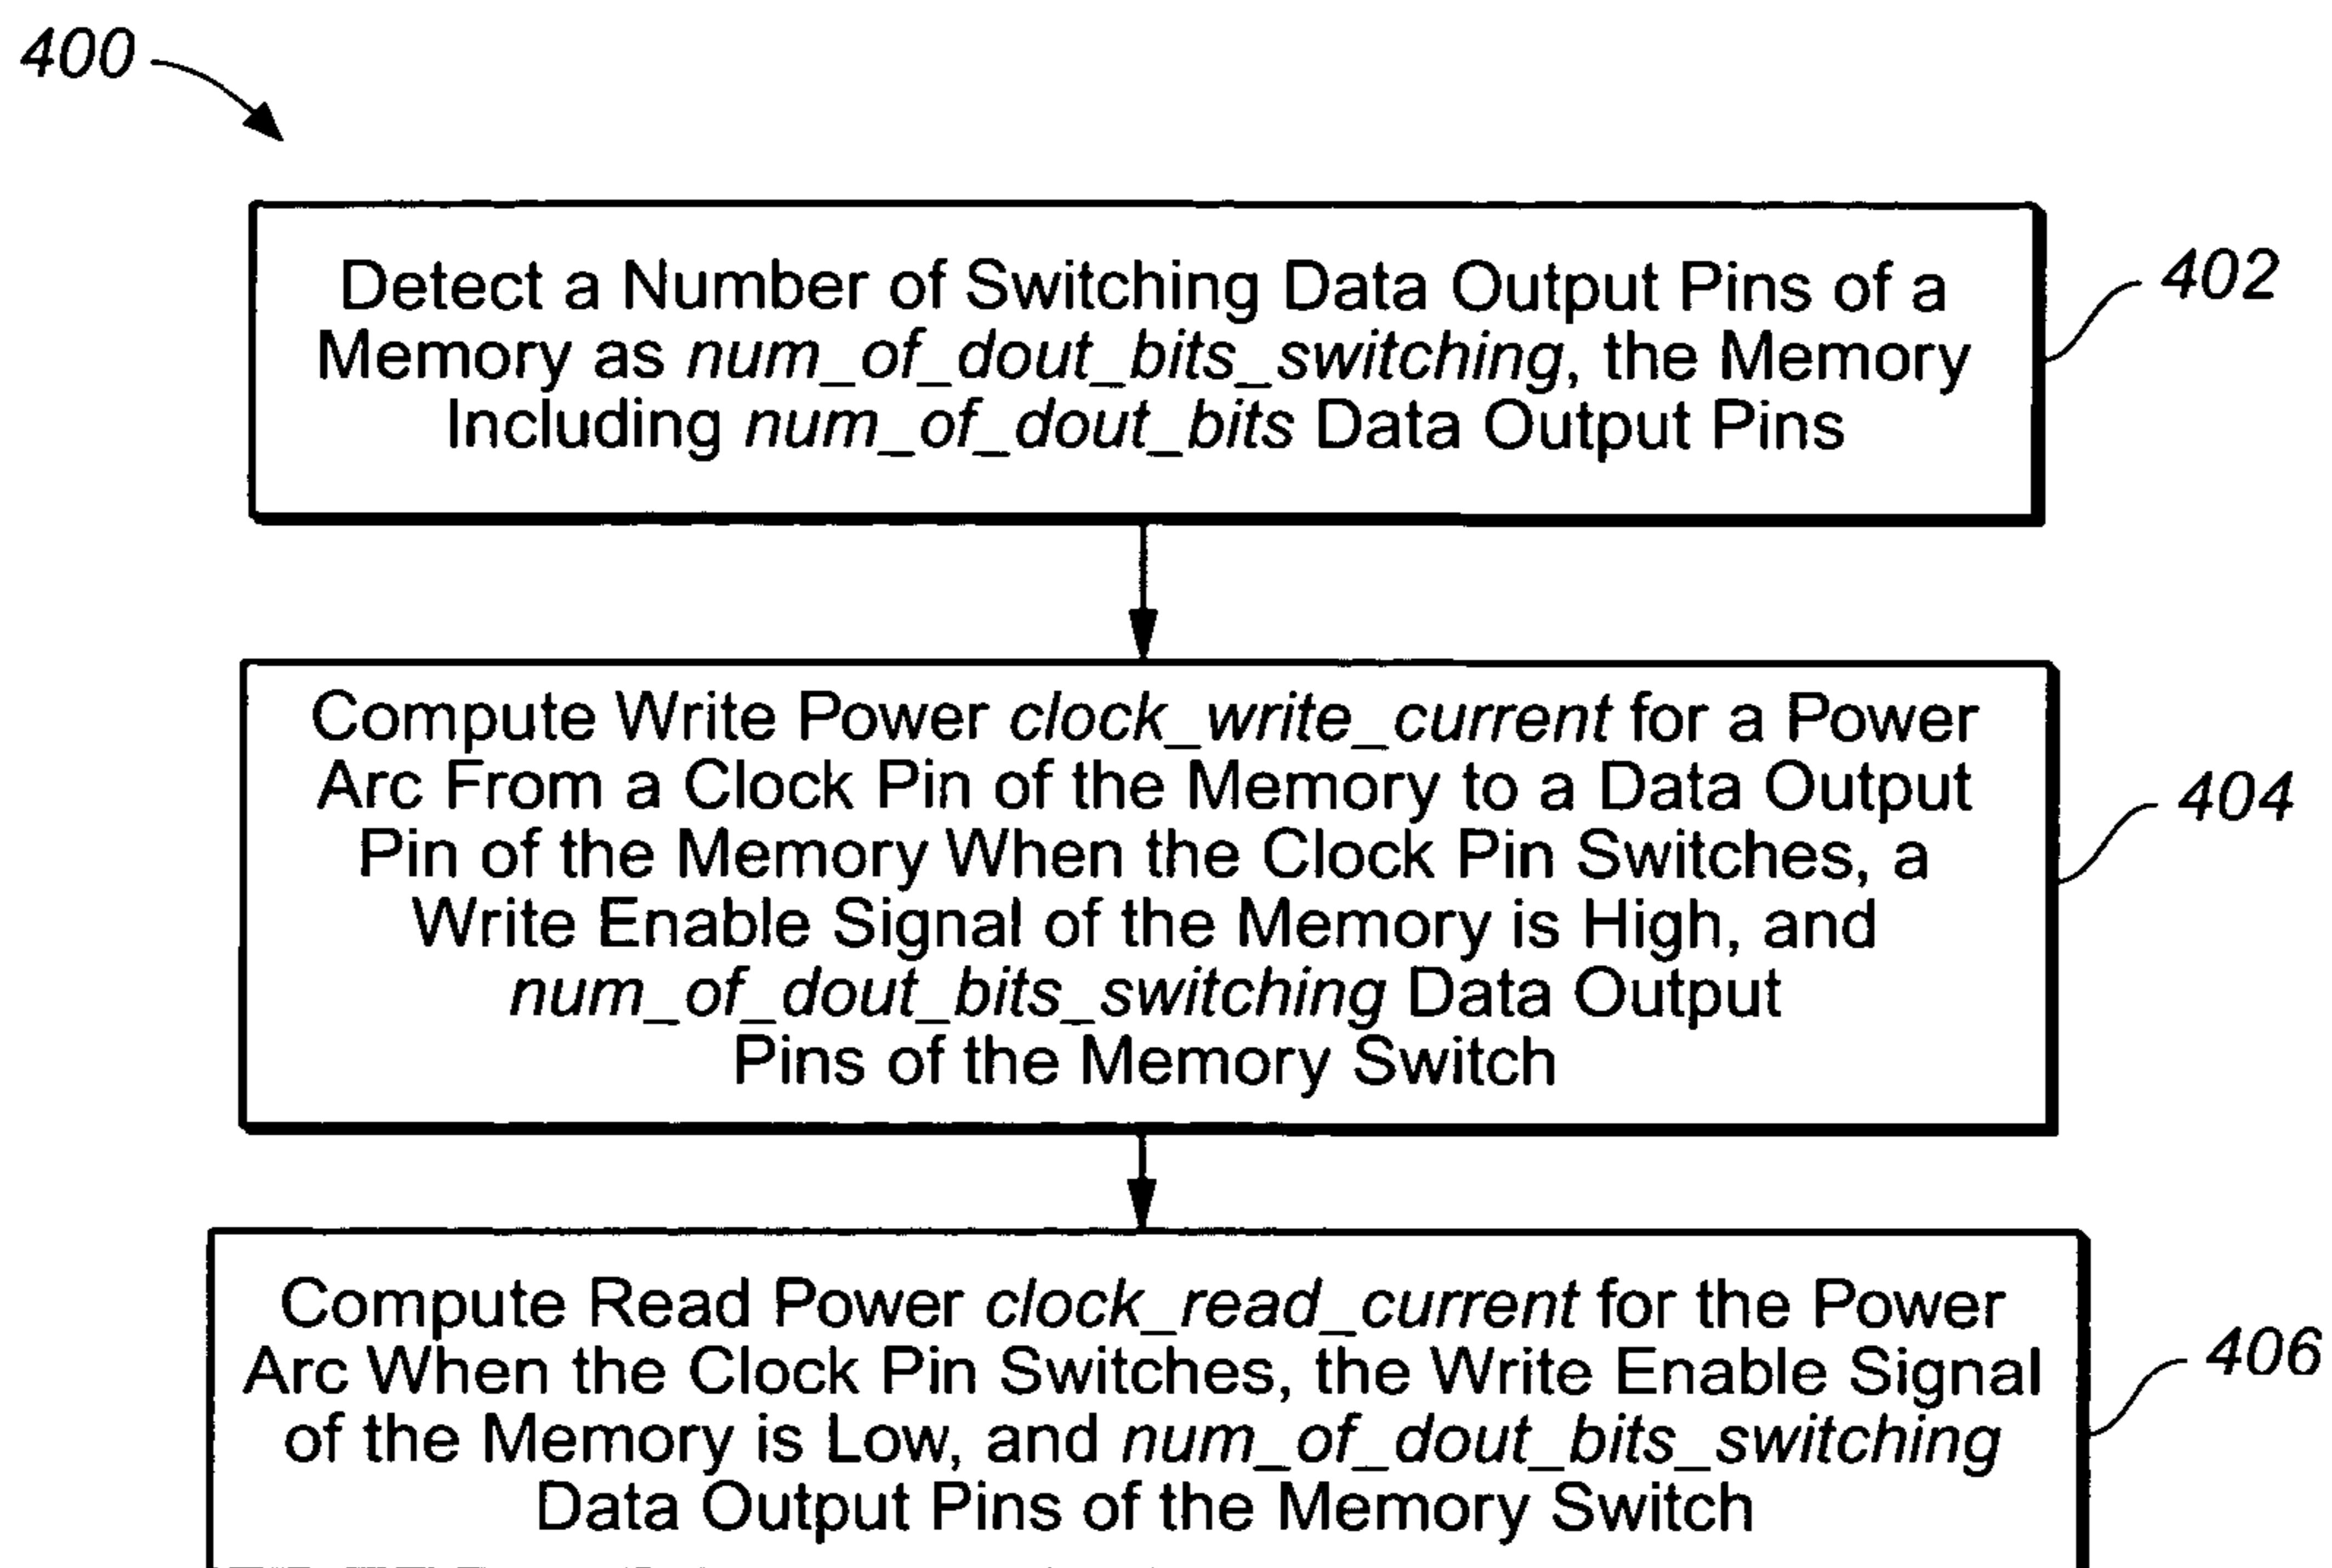 400
Detect a Number of Switching Data Output Pins of a
Memory as num_of_dout_bits_switching, the Memory
Including num_of_dout_bits Data Output Pins
402
Compute Write Power clock_write_current for a Power
Arc From a Clock Pin of the Memory to a Data Output
Pin of the Memory When the Clock Pin Switches, a
Write Enable Signal of the Memory is High, and
num_of_dout_bits_switching Data Output
Pins of the Memory Switch
404
Compute Read Power clock_read_current for the Power
Arc When the Clock Pin Switches, the Write Enable Signal
of the Memory is Low, and num_of_dout_bits_switching
Data Output Pins of the Memory Switch
406